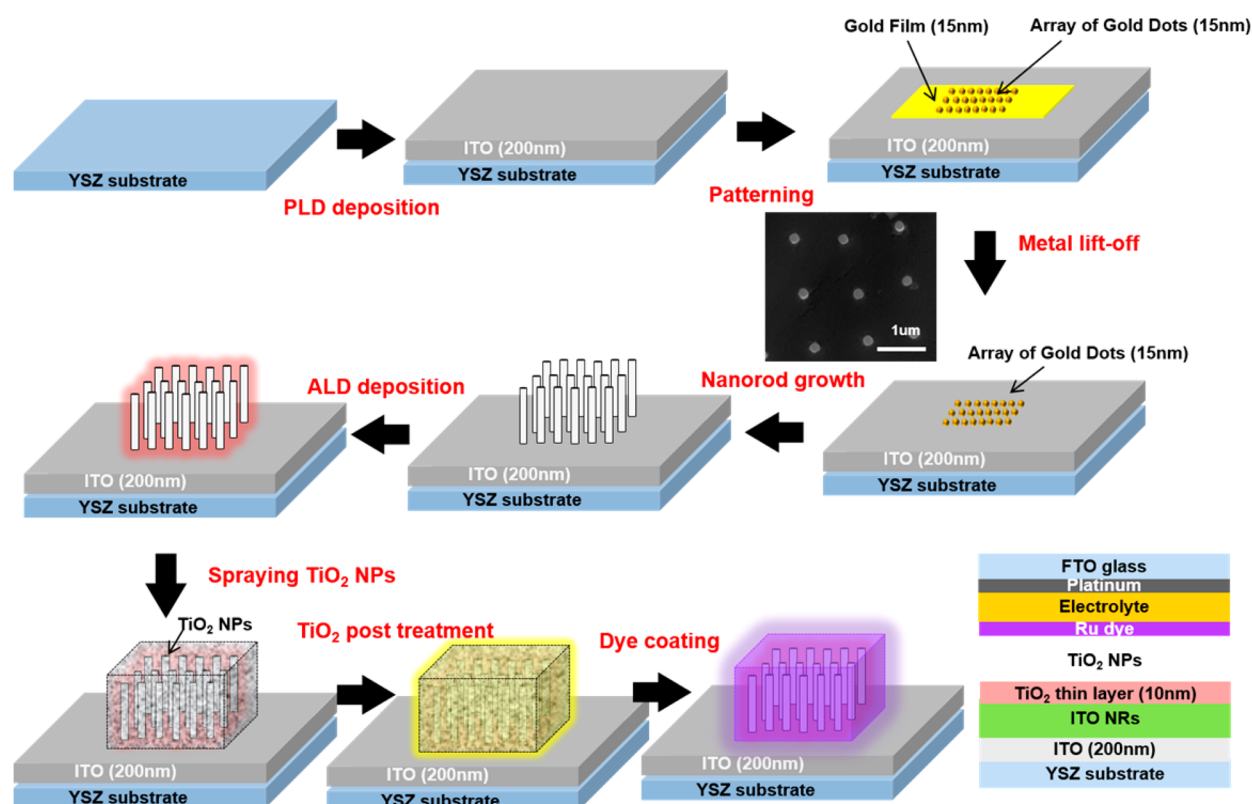 Gold Film (15nm)
Array of Gold Dots (15nm)
ITO (200nm)
YSZ substrate
YSZ substrate
ITO (200nm)
YSZ substrate
PLD deposition
Patterning
Metal lift-off
1um
Array of Gold Dots (15nm)
Nanorod growth
ALD deposition
ITO (200nm)
YSZ substrate
ITO (200nm)
YSZ substrate
ITO (200nm)
YSZ substrate
Spraying TiO₂ NPs
TiO₂ NPs
TiO₂ post treatment
Dye coating
ITO (200nm)
YSZ substrate
ITO (200nm)
YSZ substrate
ITO (200nm)
YSZ substrate
FTO glass
Platinum
Electrolyte
Ru dye
TiO₂ NPs
TiO₂ thin layer (10nm)
ITO NRs
ITO (200nm)
YSZ substrate